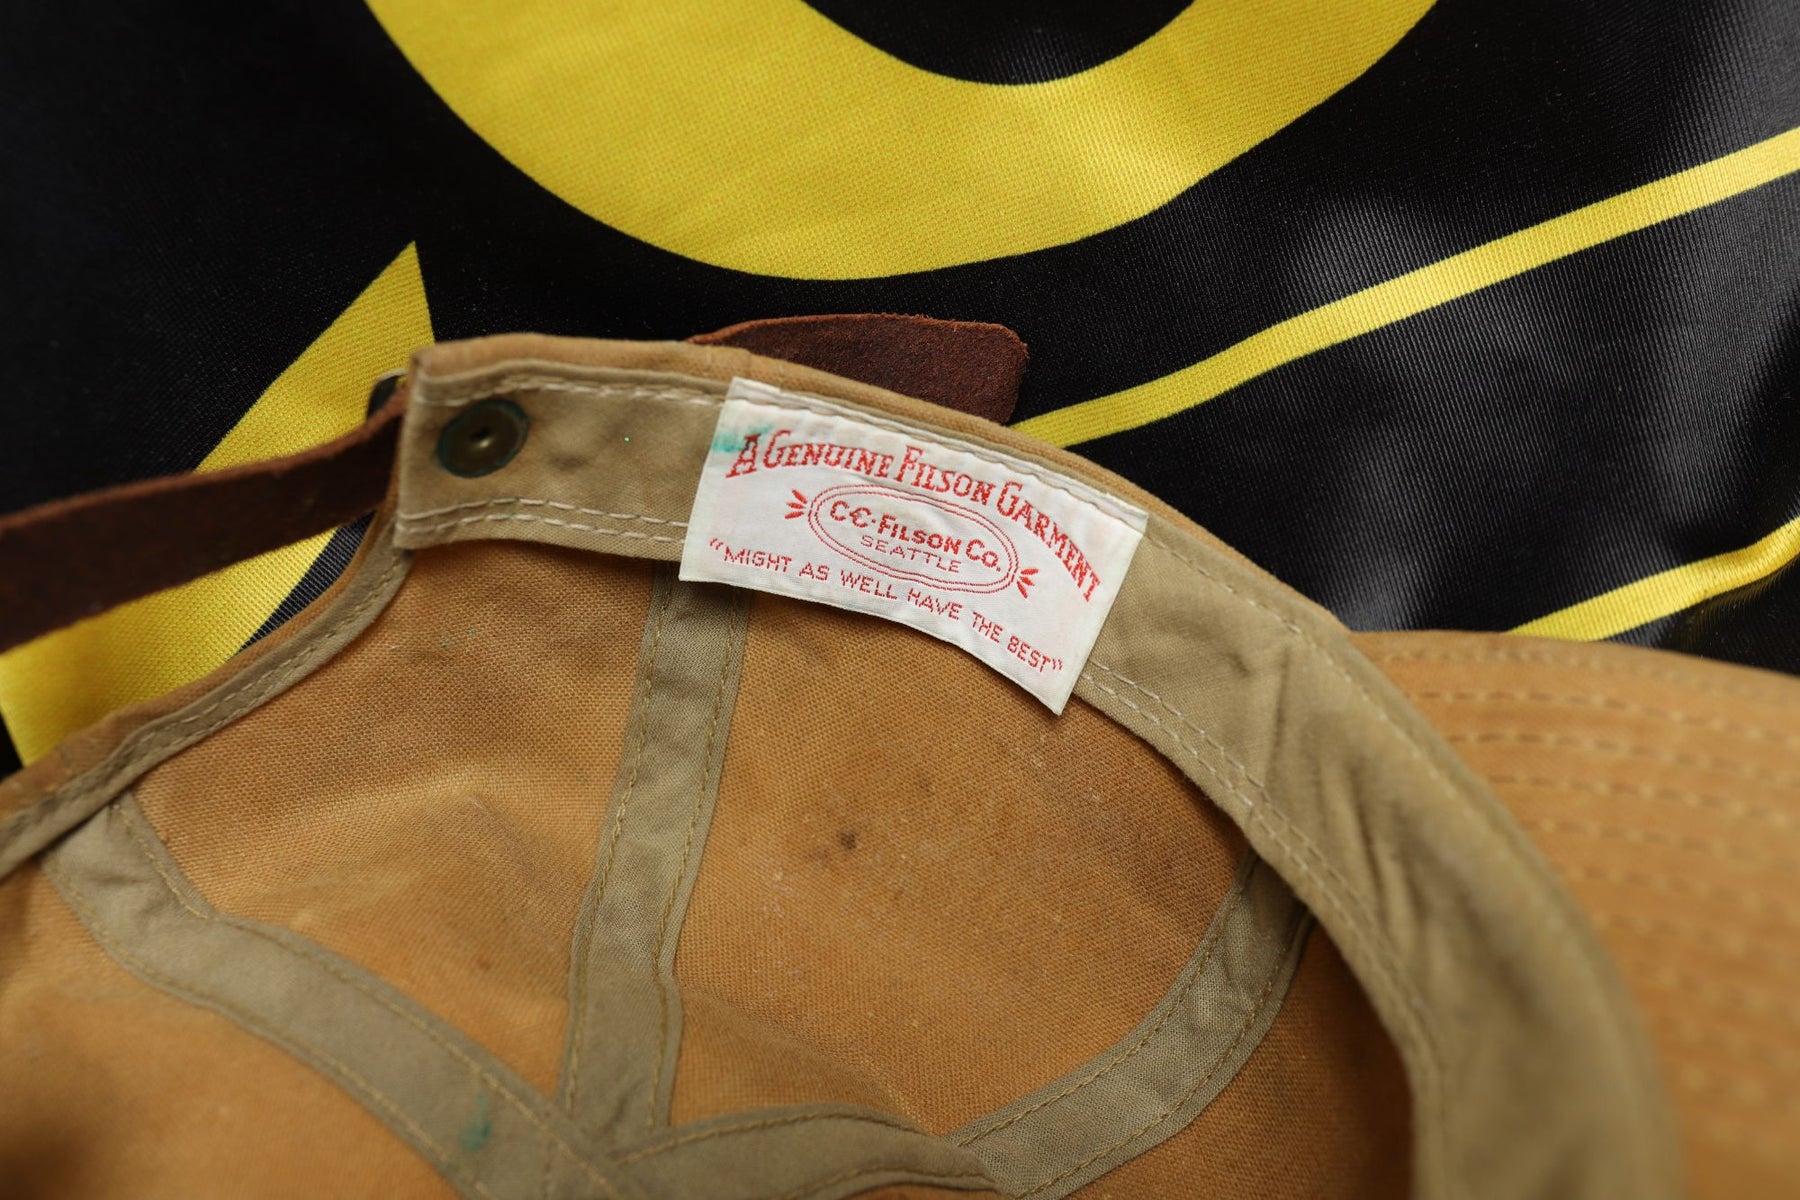 A GENUINE FILSON GARMENT
C·C·FILSON CO.
SEATTLE
"MIGHT AS WELL HAVE THE BEST"